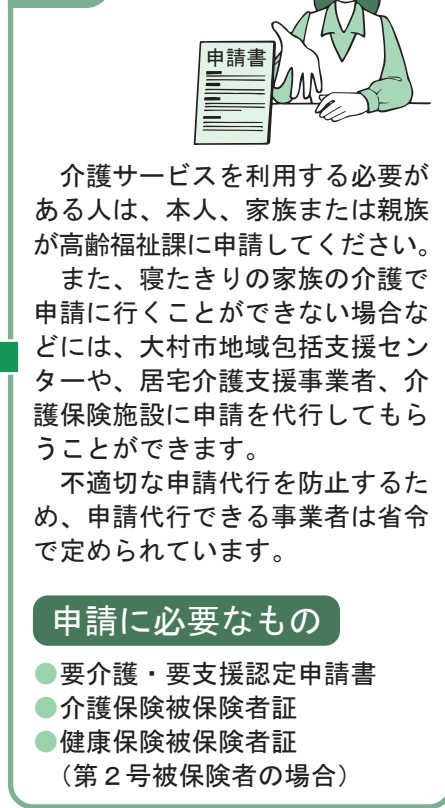 申請書
介護サービスを利用する必要が
ある人は、本人、家族または親族
が高齢福祉課に申請してください。
また、寝たきりの家族の介護で
申請に行くことができない場合な
どには、大村市地域包括支援セン
ターや、居宅介護支援事業者、介
護保険施設に申請を代行してもら
うことができます。
不適切な申請代行を防止するた
め、申請代行できる事業者は省令
で定められています。
申請に必要なもの
●要介護・要支援認定申請書
●介護保険被保険者証
●健康保険被保険者証
（第２号被保険者の場合）